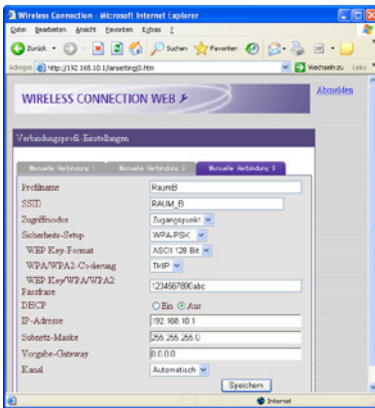 Wireless Connection - Microsoft Internet Explorer
Datei Bearbeiten Ansicht Favoriten Extras ?
Zurück Suchen Favoriten
Adresse http://192.168.10.1/arsetting3.htm Wechseln zu Links
WIRELESS CONNECTION WEB
Abmelden
Verbindungsprofil-Einstellungen
Manuelle Verbindung 1 Manuelle Verbindung 2 Manuelle Verbindung 3
Profilname RaumB
SSID RAUM_B
Zugriffmodus Zugangspunkt
Sicherheits-Setup WPA-PSK
WEP Key-Format ASCII 128 Bit
WPA/WPA2-Codierung TKIP
WEP Key/WPA/WPA2 Passfrase 1234567890abc
DHCP Ein Aus
IP-Adresse 192.168.10.1
Subnetz-Maske 255.255.255.0
Vorgabe-Gateway 0.0.0.0
Kanal Automatisch
Speichern
Internet